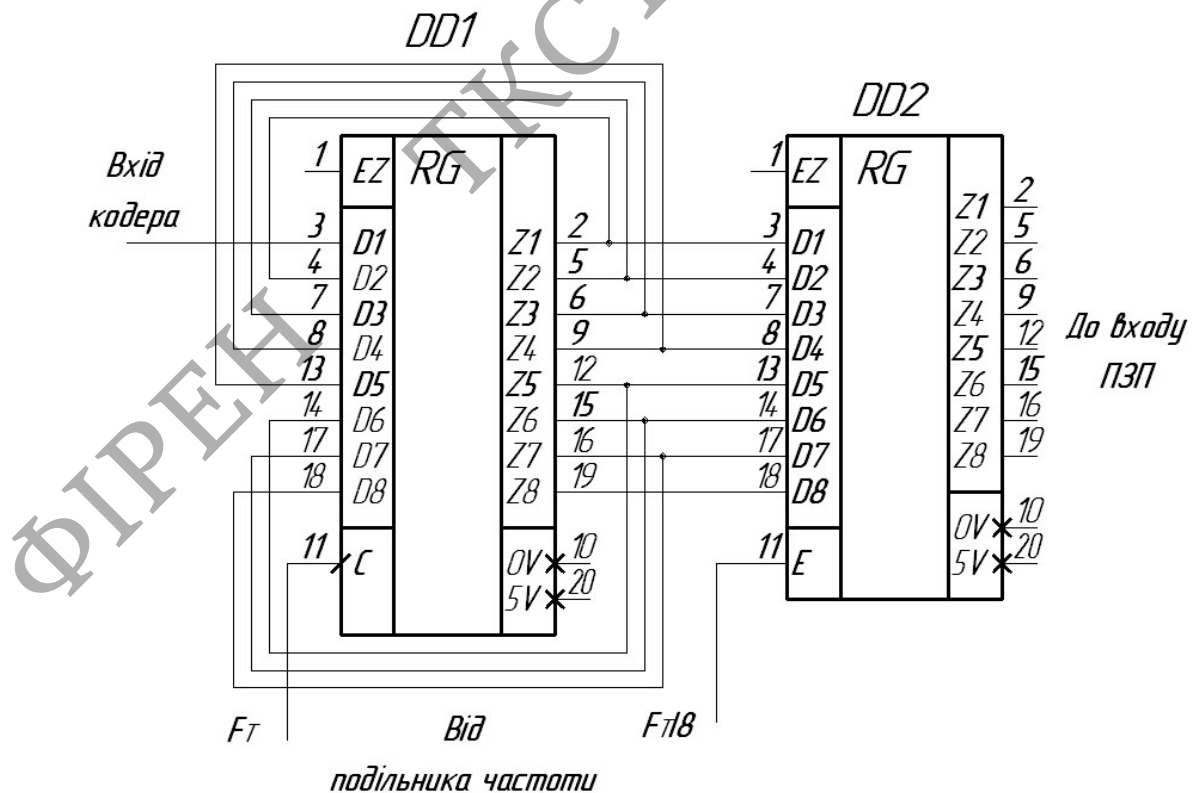 DD1
DD2
Вхід
кодера
1
EZ
RG
3
D1
4
D2
7
D3
8
D4
13
D5
14
D6
17
D7
18
D8
11
C
Z1
2
Z2
5
Z3
6
Z4
9
Z5
12
Z6
15
Z7
16
Z8
19
0V
10
5V
20
1
EZ
RG
3
D1
4
D2
7
D3
8
D4
13
D5
14
D6
17
D7
18
D8
11
E
Z1
2
Z2
5
Z3
6
Z4
9
Z5
12
Z6
15
Z7
16
Z8
19
0V
10
5V
20
До входу
ПЗП
FT
Від
подільника частоти
FT/8
ФІРЕН ТКСТ